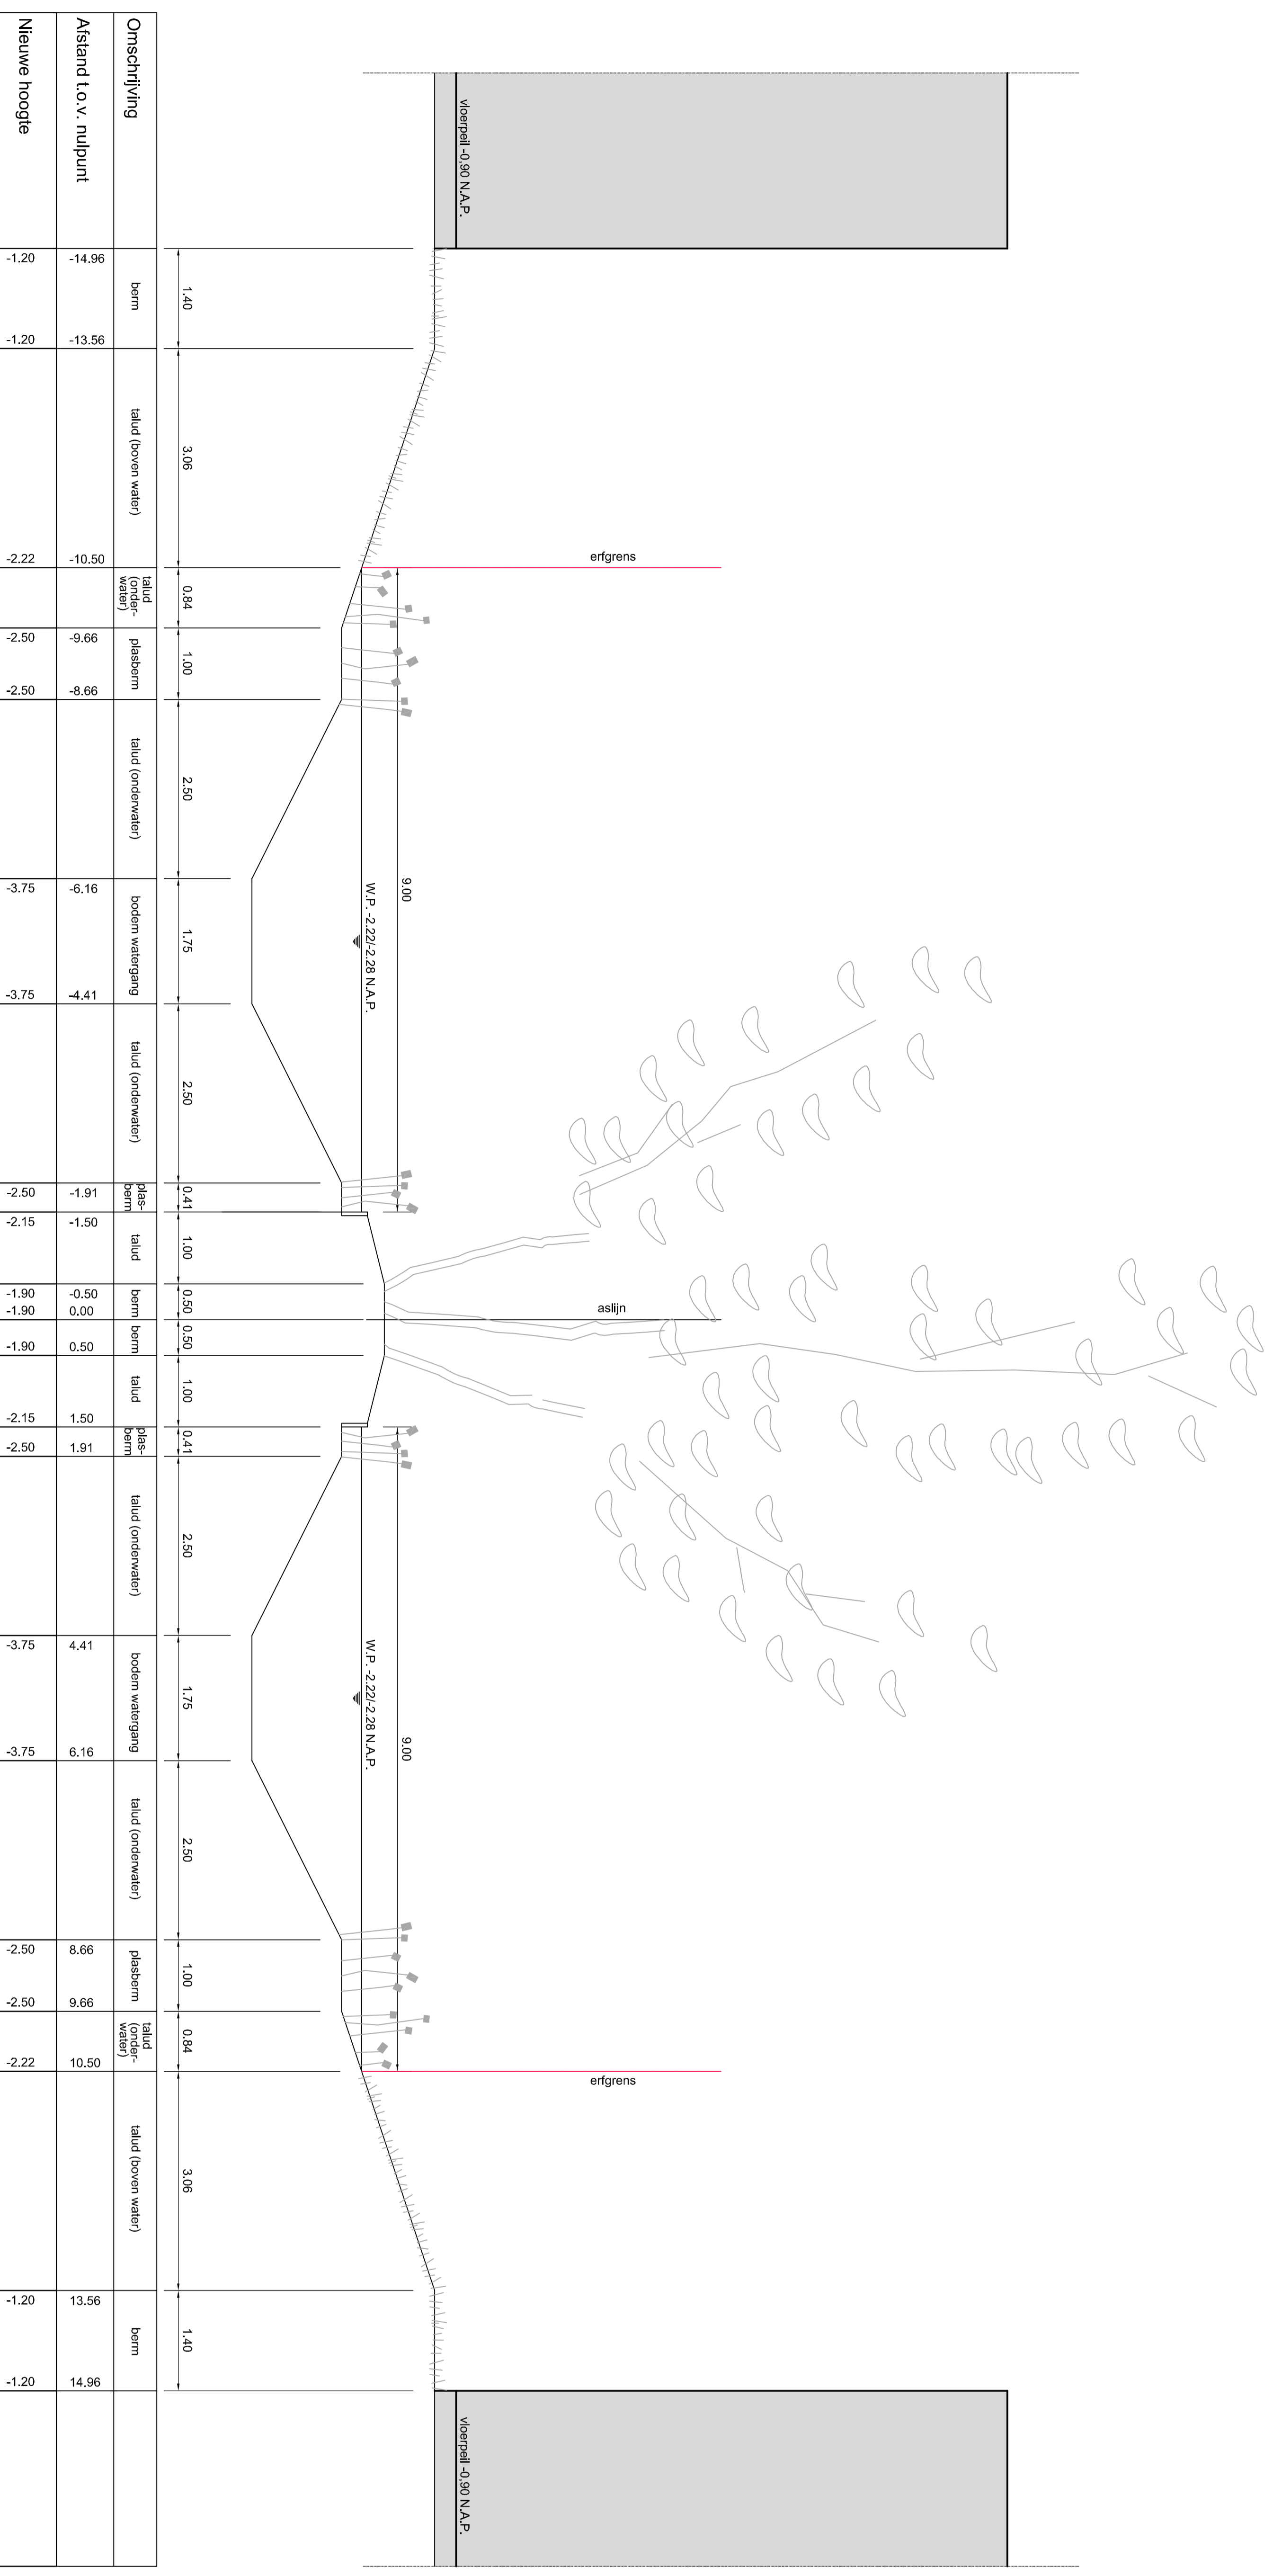 vloerpeil -0,90 N.A.P.
vloerpeil -0,90 N.A.P.
erfgrens
aslijn
erfgrens
9.00
9.00
W.P. -2.22/-2.28 N.A.P.
W.P. -2.22/-2.28 N.A.P.
1.40
3.06
0.84
1.00
2.50
1.75
2.50
0.41
1.00
0.50
0.50
1.00
0.41
2.50
1.75
2.50
1.00
0.84
3.06
1.40
Omschrijving
berm
talud (boven water)
talud
(onder-
water)
plasberm
talud (onderwater)
bodem watergang
talud (onderwater)
plas-
berm
talud
berm
berm
talud
plas-
berm
talud (onderwater)
bodem watergang
talud (onderwater)
plasberm
talud
(onder-
water)
talud (boven water)
berm
Afstand t.o.v. nulpunt
-14.96
-13.56
-10.50
-9.66
-8.66
-6.16
-4.41
-1.91
-1.50
-0.50
0.00
0.50
1.50
1.91
4.41
6.16
8.66
9.66
10.50
13.56
14.96
Nieuwe hoogte
-1.20
-1.20
-2.22
-2.50
-2.50
-3.75
-3.75
-2.50
-2.15
-1.90
-1.90
-1.90
-2.15
-2.50
-3.75
-3.75
-2.50
-2.50
-2.22
-1.20
-1.20